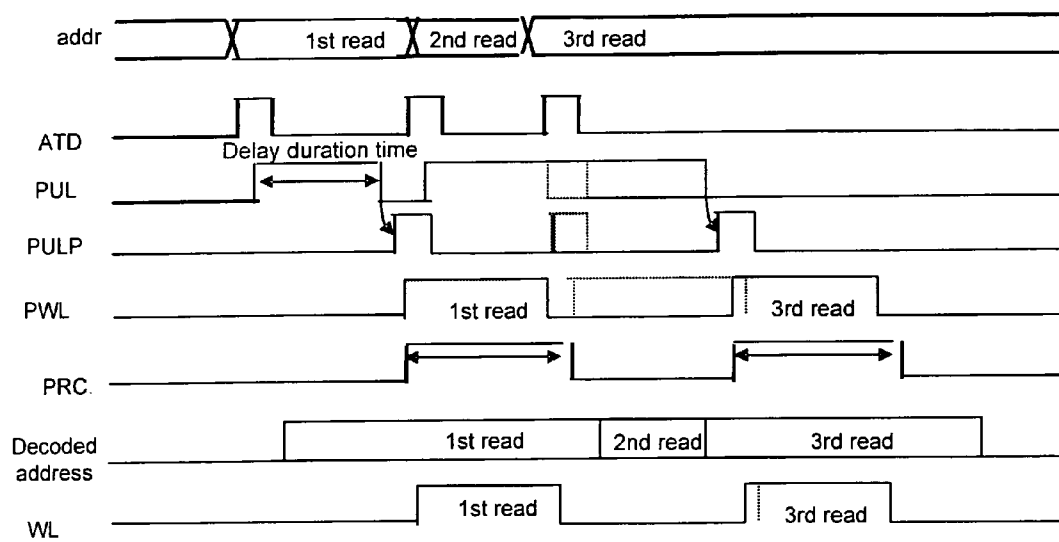 addr 1st read 2nd read 3rd read
ATD
Delay duration time
PUL
PULP
PWL 1st read 3rd read
PRC.
Decoded address 1st read 2nd read 3rd read
WL 1st read 3rd read